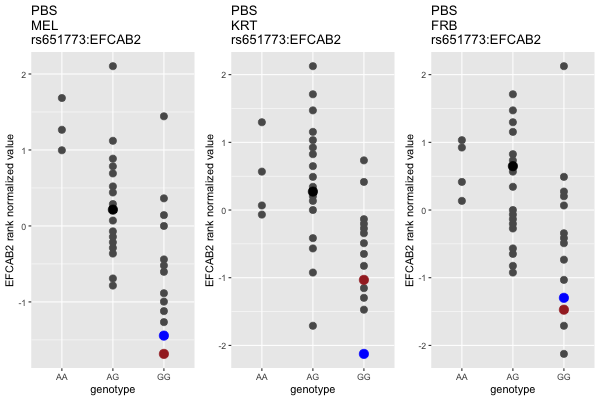 PBS
MEL
rs651773:EFCAB2
EFCAB2 rank normalized value
2
1
0
-1
AA
AG
GG
genotype
PBS
KRT
rs651773:EFCAB2
EFCAB2 rank normalized value
2
1
0
-1
-2
AA
AG
GG
genotype
PBS
FRB
rs651773:EFCAB2
EFCAB2 rank normalized value
2
1
0
-1
-2
AA
AG
GG
genotype